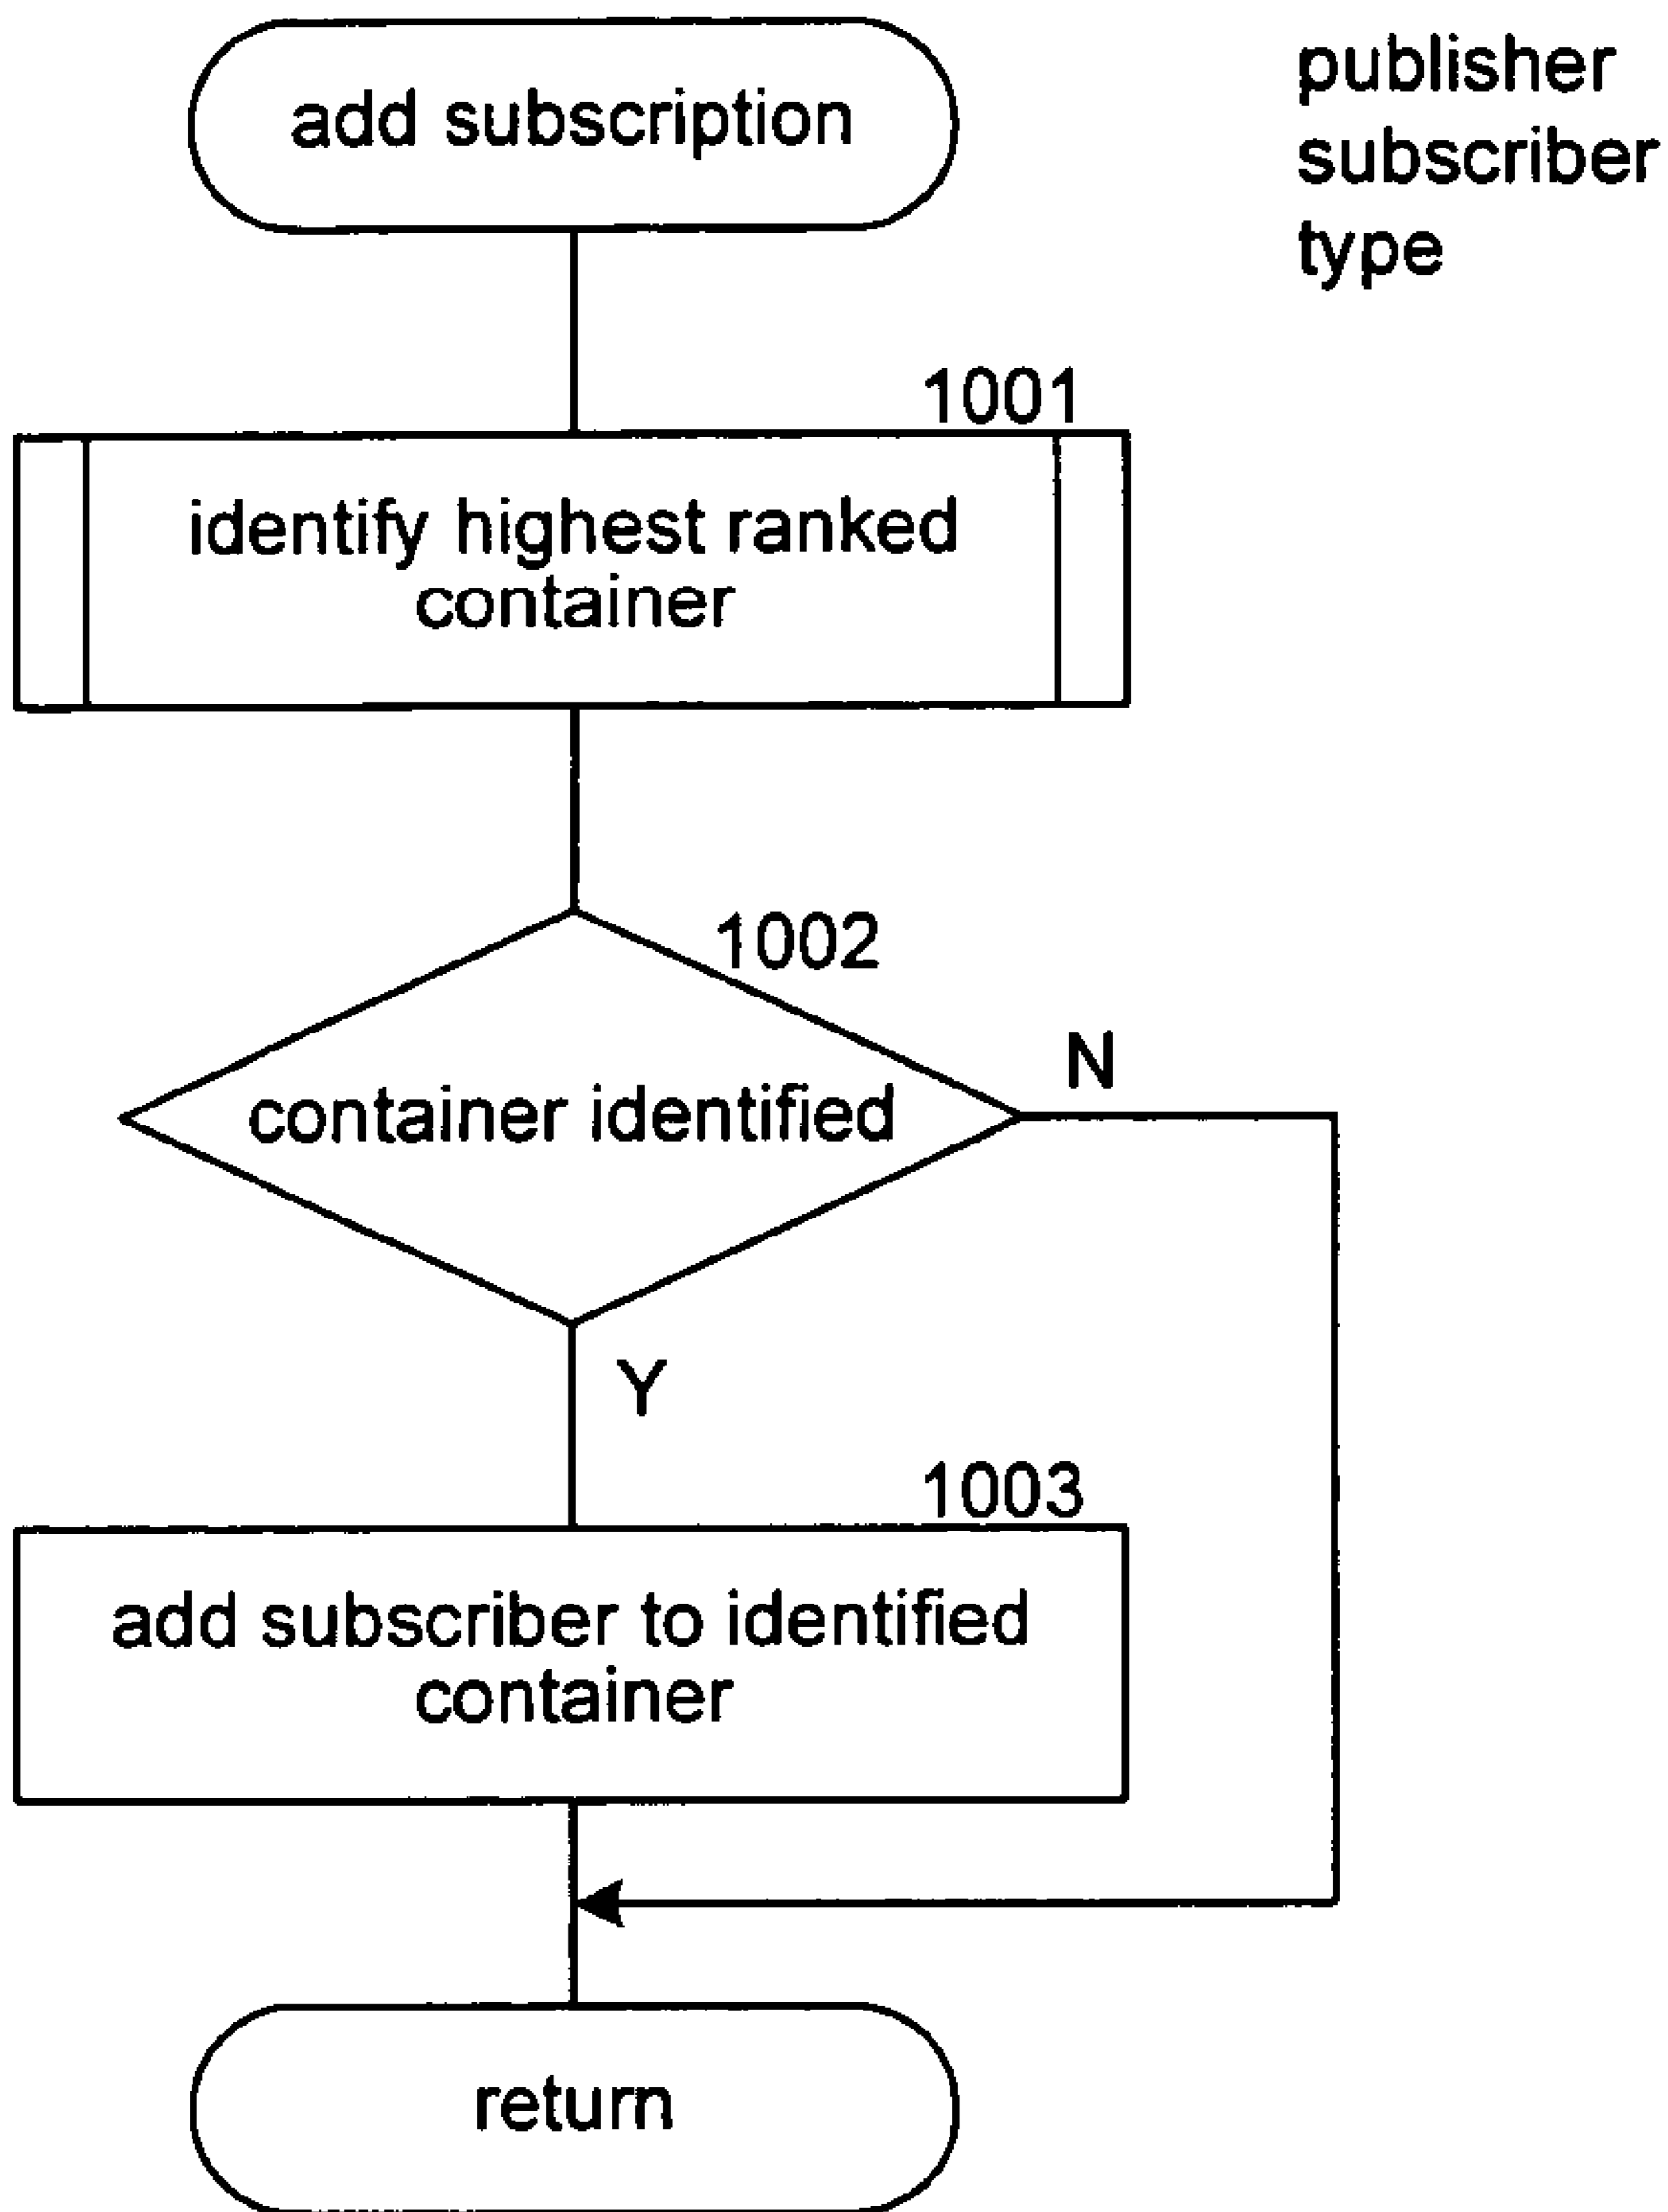 add subscription
publisher
subscriber
type
1001
identify highest ranked
container
1002
container identified
N
Y
1003
add subscriber to identified
container
return